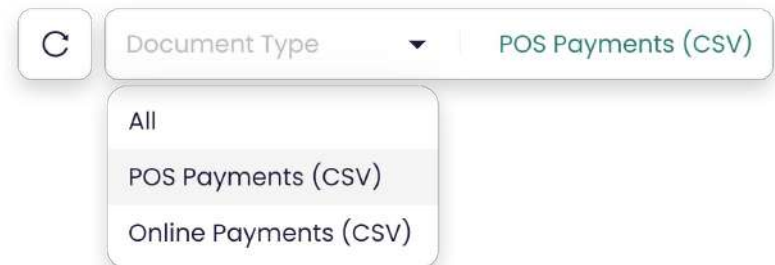 Document Type POS Payments (CSV)
All
POS Payments (CSV)
Online Payments (CSV)